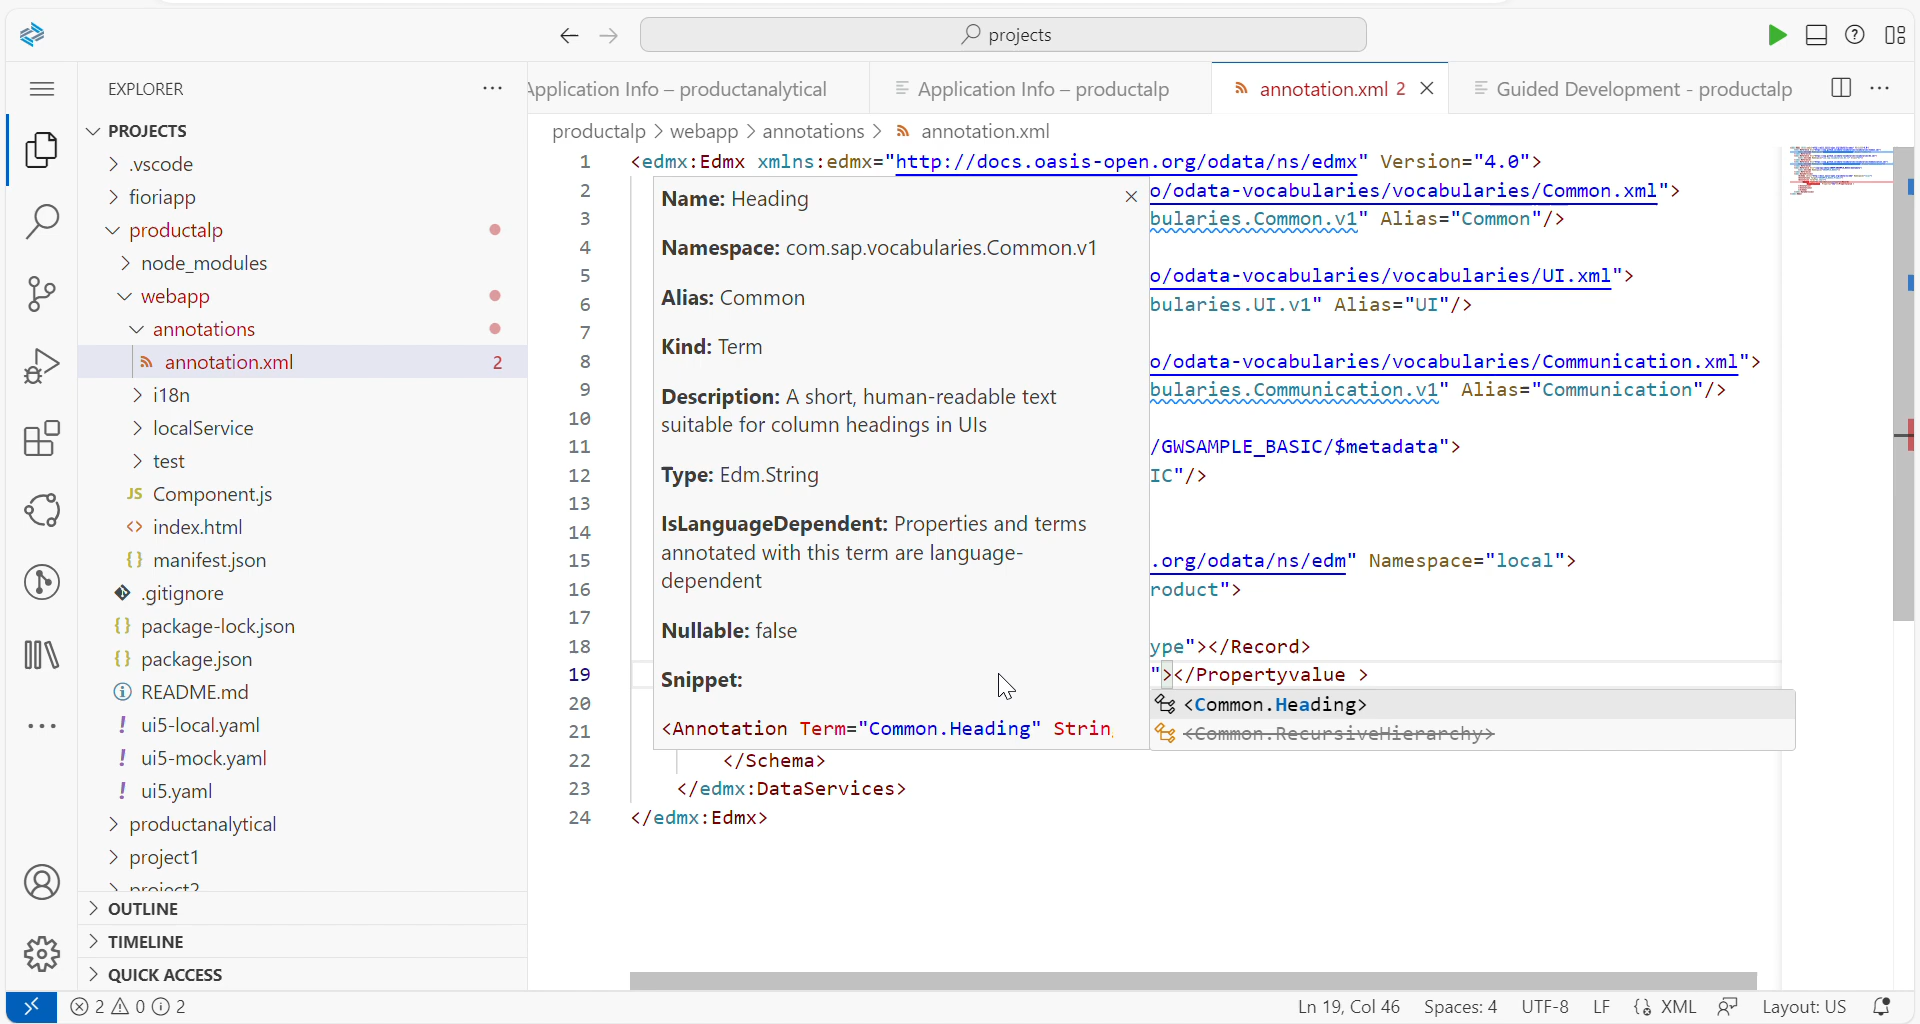 projects
EXPLORER
pplication Info – productanalytical
Application Info – productalp
annotation.xml 2
Guided Development - productalp
PROJECTS
.vscode
fioriapp
productalp
node_modules
webapp
annotations
annotation.xml 2
i18n
localService
test
JS Component.js
<> index.html
{} manifest.json
.gitignore
{} package-lock.json
{} package.json
README.md
! ui5-local.yaml
! ui5-mock.yaml
! ui5.yaml
productanalytical
project1
project2
OUTLINE
TIMELINE
QUICK ACCESS
productalp > webapp > annotations > annotation.xml
1 <edmx:Edmx xmlns:edmx="http://docs.oasis-open.org/odata/ns/edmx" Version="4.0">
2 o/odata-vocabularies/vocabularies/Common.xml">
3 bularies.Common.v1" Alias="Common"/>
4
5 o/odata-vocabularies/vocabularies/UI.xml">
6 bularies.UI.v1" Alias="UI"/>
7
8 o/odata-vocabularies/vocabularies/Communication.xml">
9 bularies.Communication.v1" Alias="Communication"/>
10
11 /GWSAMPLE_BASIC/$metadata">
12 IC"/>
13
14
15 .org/odata/ns/edm" Namespace="local">
16 roduct">
17
18 ype"></Record>
19 "></Propertyvalue >
20
21
22 </Schema>
23 </edmx:DataServices>
24 </edmx:Edmx>
Name: Heading
Namespace: com.sap.vocabularies.Common.v1
Alias: Common
Kind: Term
Description: A short, human-readable text
suitable for column headings in UIs
Type: Edm.String
IsLanguageDependent: Properties and terms
annotated with this term are language-
dependent
Nullable: false
Snippet:
<Annotation Term="Common.Heading" Strin
<Common.Heading>
<Common.RecursiveHierarchy>
2 0 2
Ln 19, Col 46
Spaces: 4
UTF-8
LF
XML
Layout: US